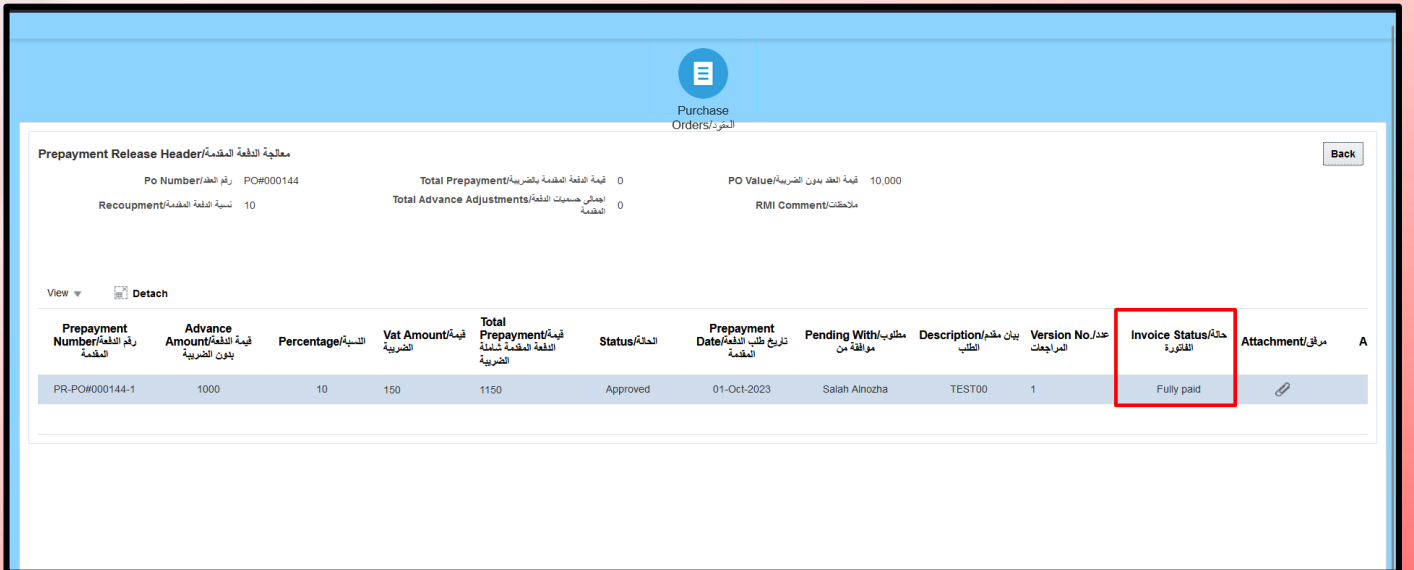 Purchase
Orders/العقود
Prepayment Release Header/معالجة الدفعة المقدمة
Back
Po Number/رقم العقد PO#000144
Total Prepayment/قيمة الدفعة المقدمة بالضريبة 0
PO Value/قيمة العقد بدون الضريبة 10,000
Recoupment/نسبة الدفعة المقدمة 10
Total Advance Adjustments/اجمالى حسميات الدفعة
المقدمة 0
RMI Comment/ملاحظات
View Detach
Prepayment
Number/رقم الدفعة
المقدمة
Advance
Amount/قيمة الدفعة
بدون الضريبة
Percentage/النسبة
Vat Amount/قيمة
الضريبة
Total
Prepayment/قيمة
الدفعة المقدمة شاملة
الضريبة
Status/الحالة
Prepayment
Date/تاريخ طلب الدفعة
المقدمة
Pending With/مطلوب
موافقة من
Description/بيان مقدم
الطلب
Version No./عدد
المراجعات
Invoice Status/حالة
الفاتورة
Attachment/مرفق
A
PR-PO#000144-1 1000 10 150 1150 Approved 01-Oct-2023 Salah Alnozha TEST00 1 Fully paid